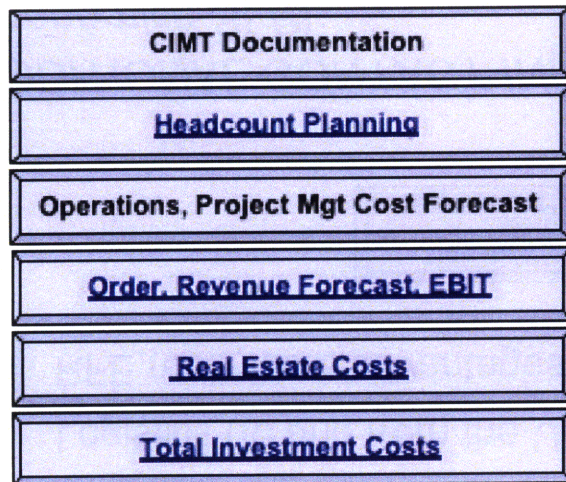 CIMT Documentation
Headcount Planning
Operations, Project Mgt Cost Forecast
Order, Revenue Forecast, EBIT
Real Estate Costs
Total Investment Costs